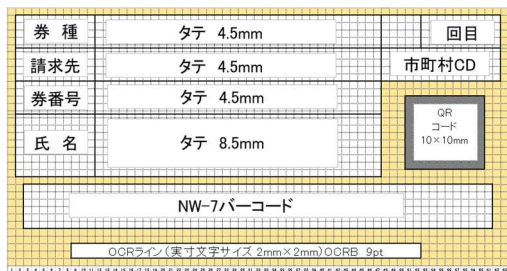 券 種 タテ 4.5mm 回目
請求先 タテ 4.5mm 市町村CD
券番号 タテ 4.5mm
氏 名 タテ 8.5mm
QR
コード
10×10mm
NW-7バーコード
OCRライン(実寸文字サイズ 2mm×2mm)OCRB 9pt